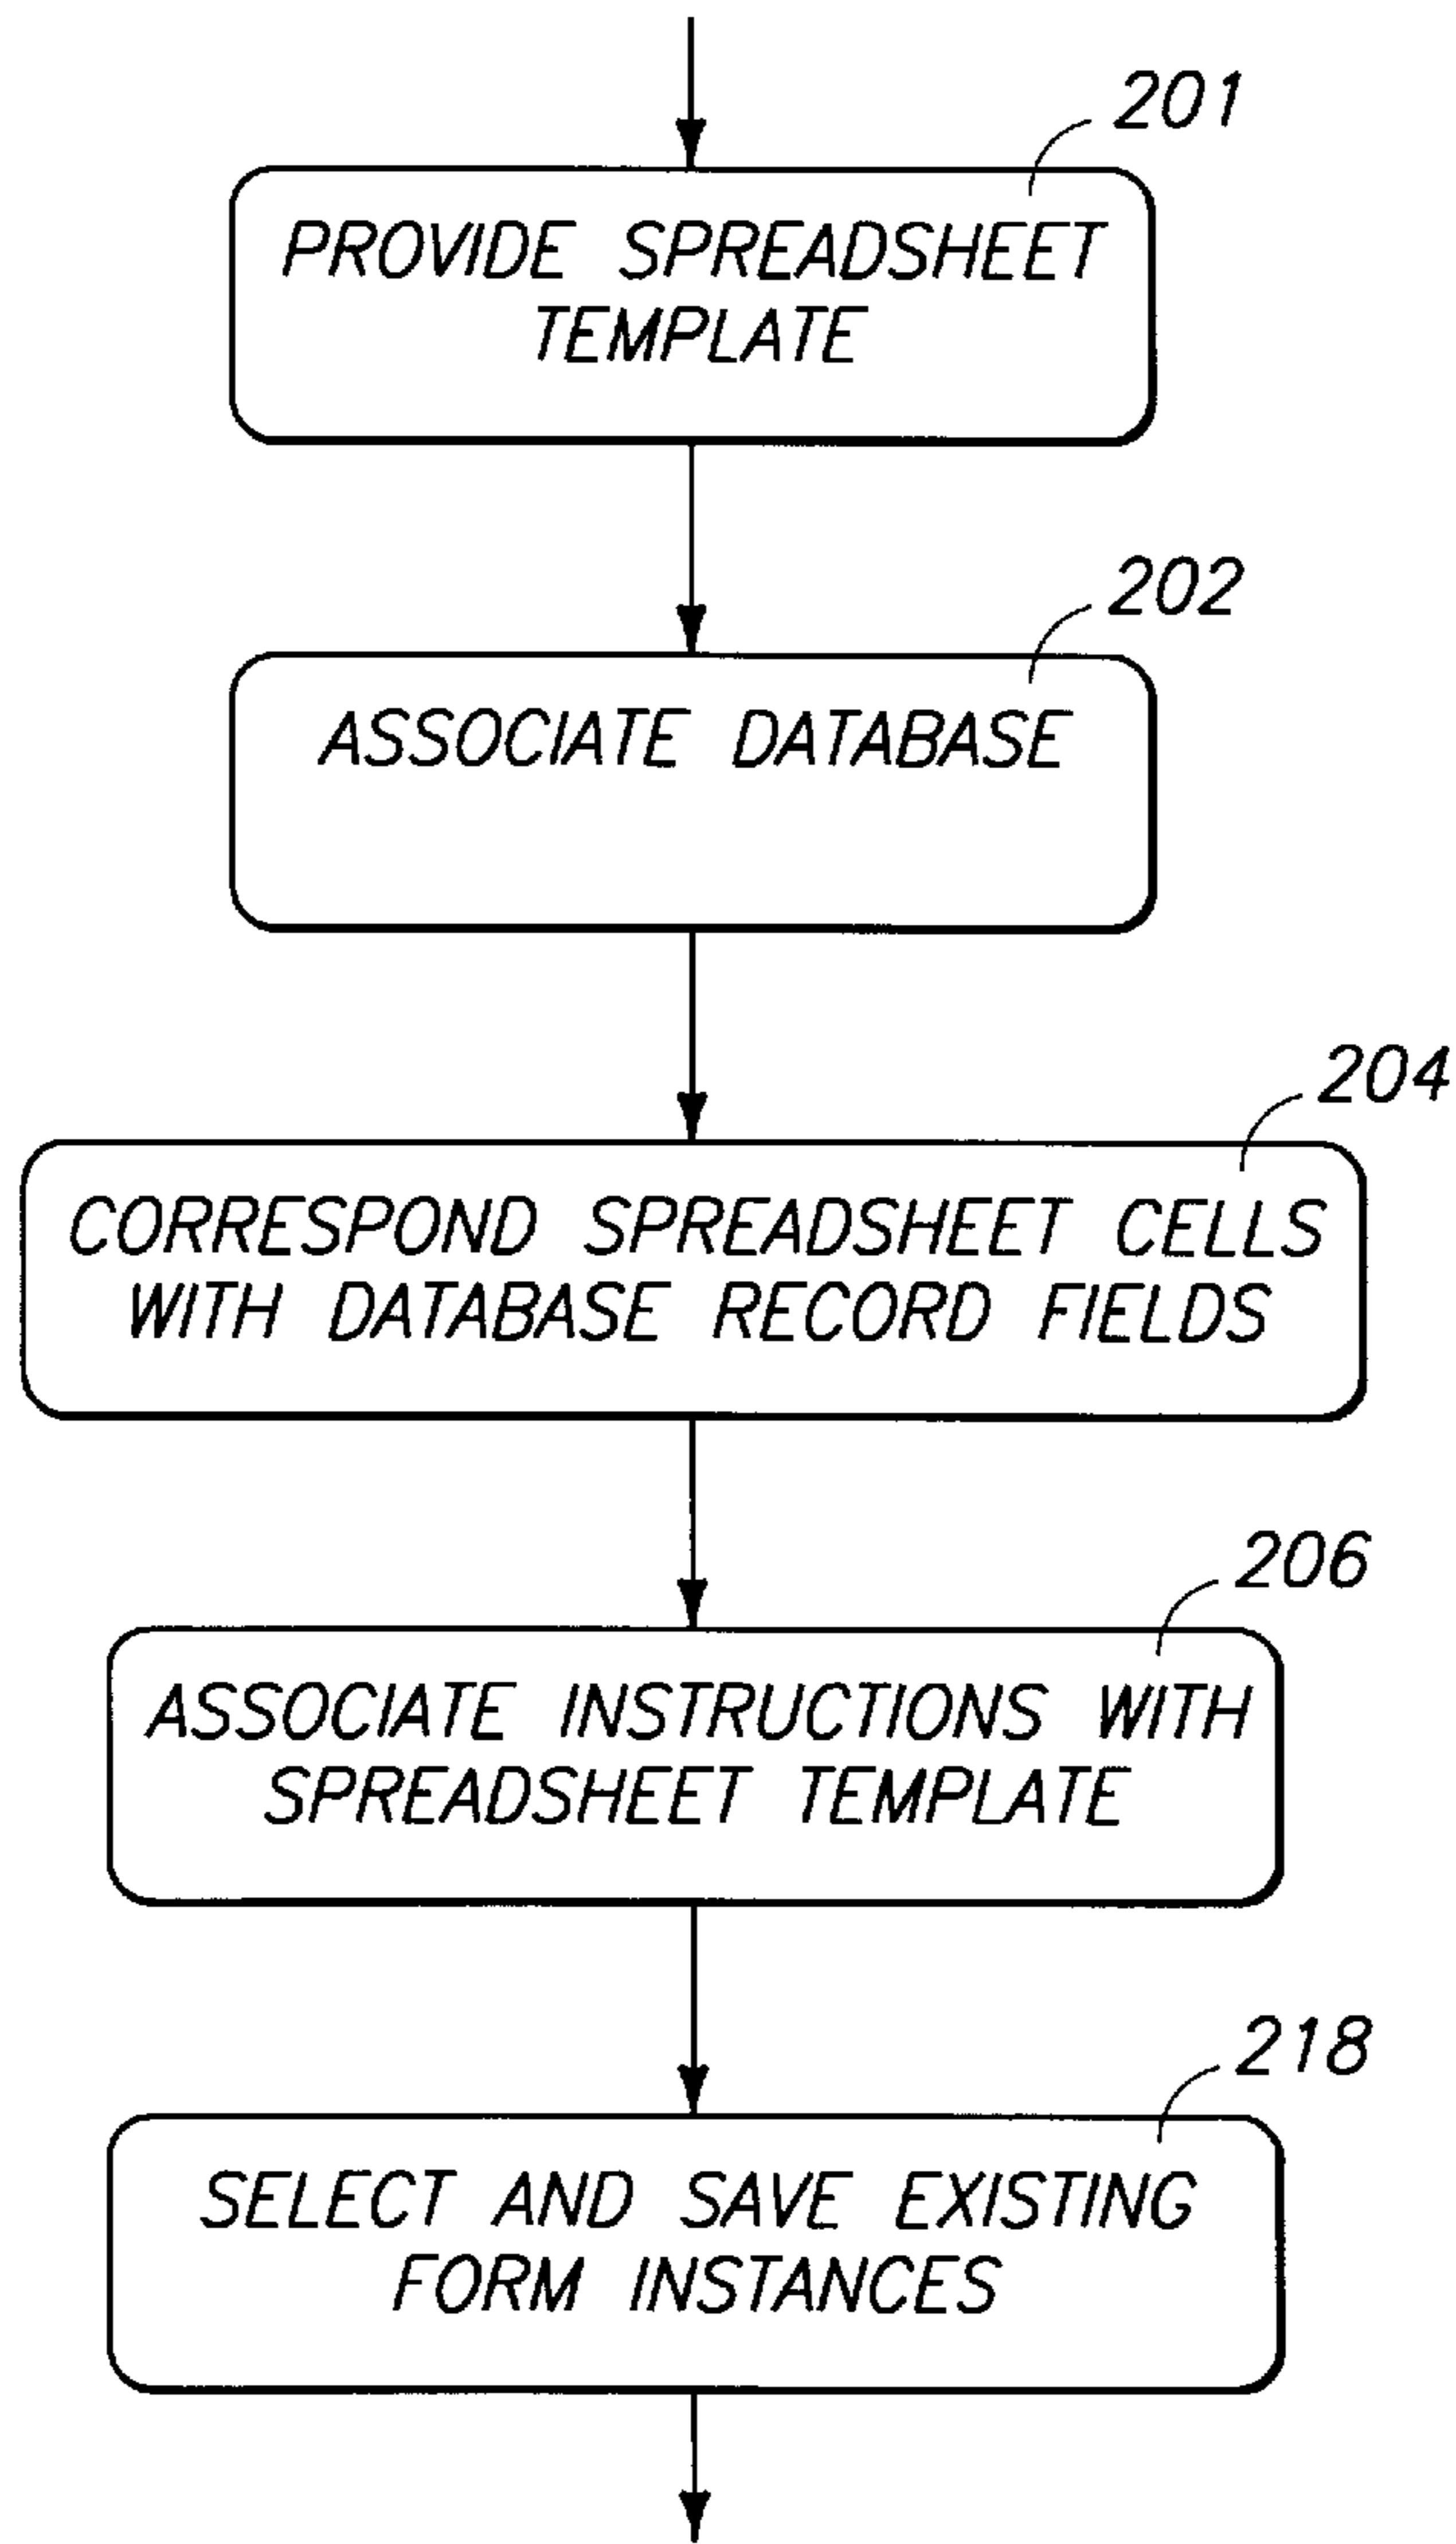 201
PROVIDE SPREADSHEET
TEMPLATE
202
ASSOCIATE DATABASE
204
CORRESPOND SPREADSHEET CELLS
WITH DATABASE RECORD FIELDS
206
ASSOCIATE INSTRUCTIONS WITH
SPREADSHEET TEMPLATE
218
SELECT AND SAVE EXISTING
FORM INSTANCES